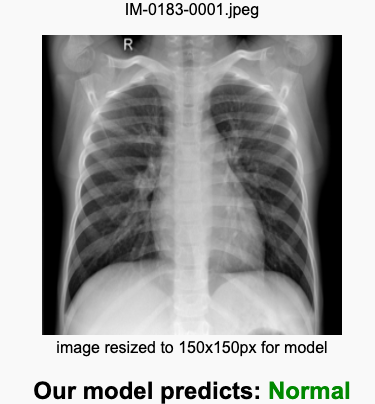 IM-0183-0001.jpeg
R
image resized to 150x150px for model
Our model predicts: Normal